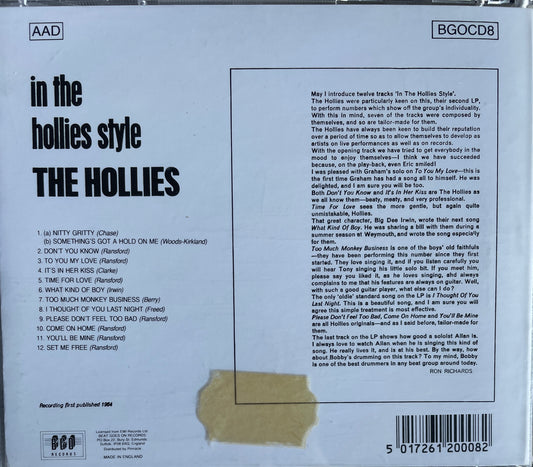 AAD
BGOCD8
in the
hollies style
THE HOLLIES
1. (a) NITTY GRITTY (Chase)
(b) SOMETHING'S GOT A HOLD ON ME (Woods-Kirkland)
2. DON'T YOU KNOW (Ransford)
3. TO YOU MY LOVE (Ransford)
4. IT'S IN HER KISS (Clarke)
5. TIME FOR LOVE (Ransford)
6. WHAT KIND OF BOY (Irwin)
7. TOO MUCH MONKEY BUSINESS (Berry)
8. I THOUGHT OF YOU LAST NIGHT (Freed)
9. PLEASE DON'T FEEL TOO BAD (Ransford)
10. COME ON HOME (Ransford)
11. YOU'LL BE MINE (Ransford)
12. SET ME FREE (Ransford)
May I introduce twelve tracks 'In The Hollies Style'.
The Hollies were particularly keen on this, their second LP,
to perform numbers which show off the group's individuality.
With this in mind, seven of the tracks were composed by
themselves, and so are tailor-made for them.
The Hollies have always been keen to build their reputation
over a period of time so as to allow themselves to develop as
artists on live performances as well as on records.
With the opening track we have tried to get everybody in the
mood to enjoy themselves—I think we have succeeded
because, on the play-back, even Eric smiled!
I was pleased with Graham's solo on To You My Love—this is
the first time Graham has had a song all to himself. He was
delighted, and I am sure you will be too.
Both Don't You Know and It's In Her Kiss are The Hollies as
we all know them—beaty, meaty, and very professional.
Time For Love sees the more gentle, but again quite
unmistakable, Hollies.
That great character, Big Dee Irwin, wrote their next song
What Kind Of Boy. He was sharing a bill with them during a
summer season at Weymouth, and wrote the song especially
for them.
Too Much Monkey Business is one of the boys' old faithfuls
—they have been performing this number since they first
started. They love singing it, and if you listen carefully you
will hear Tony singing his little solo bit. If you meet him,
please say you liked it, as he loves singing, and always
complains to me that his features are always on guitar. Well,
with such a good guitar player, what else can I do?
The only 'oldie' standard song on the LP is I Thought Of You
Last Night. This is a beautiful song, and I am sure you will
agree this simple treatment is most effective.
Please Don't Feel Too Bad, Come On Home and You'll Be Mine
are all Hollies originals—and as I said before, tailor-made for
them.
The last track on the LP shows how good a soloist Allan is.
I always love to watch Allan when he is singing this kind of
song. He really lives it, and is at his best. By the way, how
about Bobby's drumming on this track? To my mind, Bobby
is one of the best drummers in any beat group around today.
RON RICHARDS
Recording first published 1964
BGO
RECORDS
Licensed from EMI Records Ltd
BEAT GOES ON RECORDS
PO Box 22, Bury St. Edmunds
Suffolk,
England
Distributed by Pinnacle
MADE IN ENGLAND
5 017261 200082